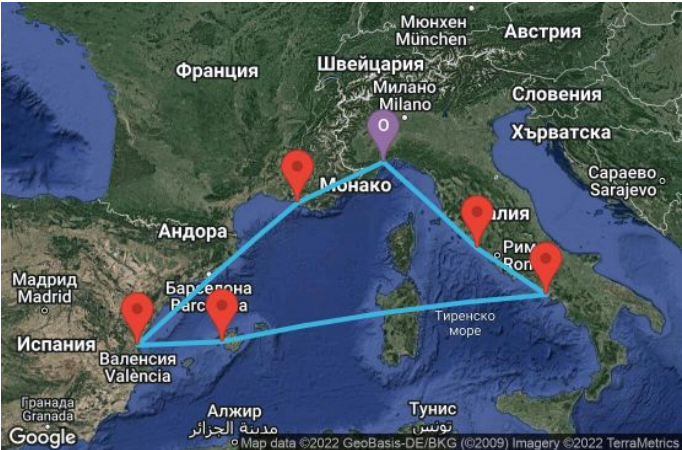 Мюнхен
München
Австрия
Швейцария
Франция
Милано
Milano
Словения
O
Хърватска
Сараево
Sarajevo
Монако
алия
Андора
Рим
Rom
Мадрид
Madrid
Барселона
Barcelona
Тиренско
море
Испания
Валенсия
València
Гранада
Granada
Алжир
مدينة الجزائر
Тунис
تونس
Google
Map data ©2022 GeoBasis-DE/BKG (©2009) Imagery ©2022 TerraMetrics